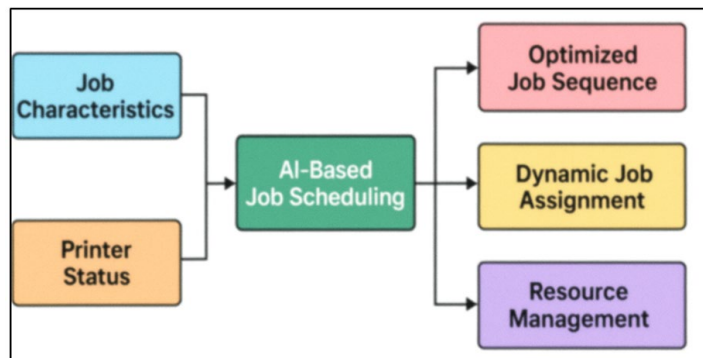 Job
Characteristics
Printer
Status
AI-Based
Job Scheduling
Optimized
Job Sequence
Dynamic Job
Assignment
Resource
Management